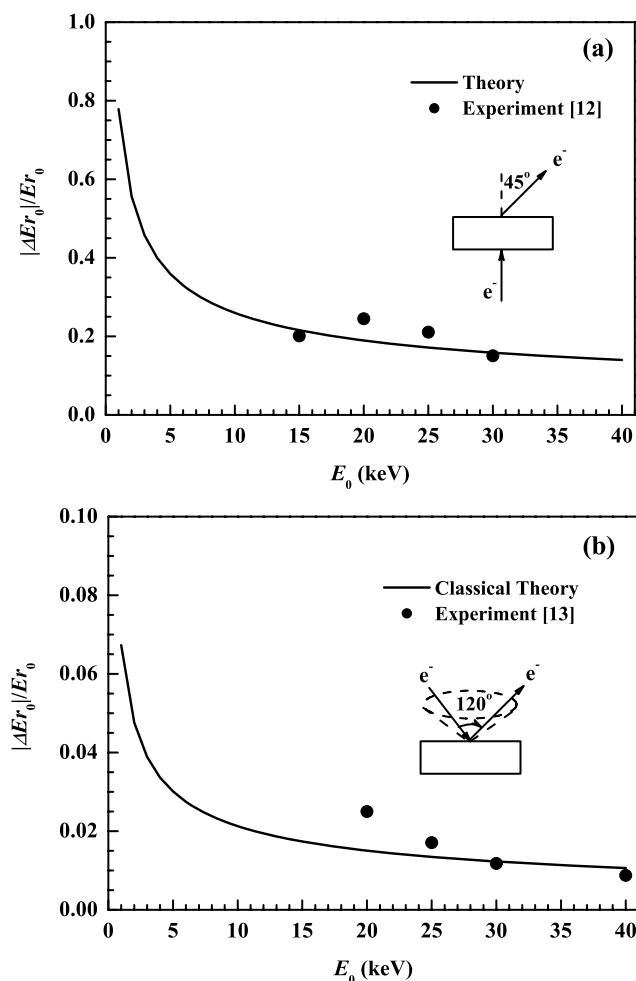 (a)
1.0
0.8
0.6
0.4
0.2
0.0
|ΔEr₀|/Er₀
Theory
Experiment [12]
45°
e⁻
e⁻
0 5 10 15 20 25 30 35 40
E₀ (keV)
(b)
0.10
0.08
0.06
0.04
0.02
0.00
|ΔEr₀|/Er₀
Classical Theory
Experiment [13]
e⁻ e⁻
120°
0 5 10 15 20 25 30 35 40
E₀ (keV)